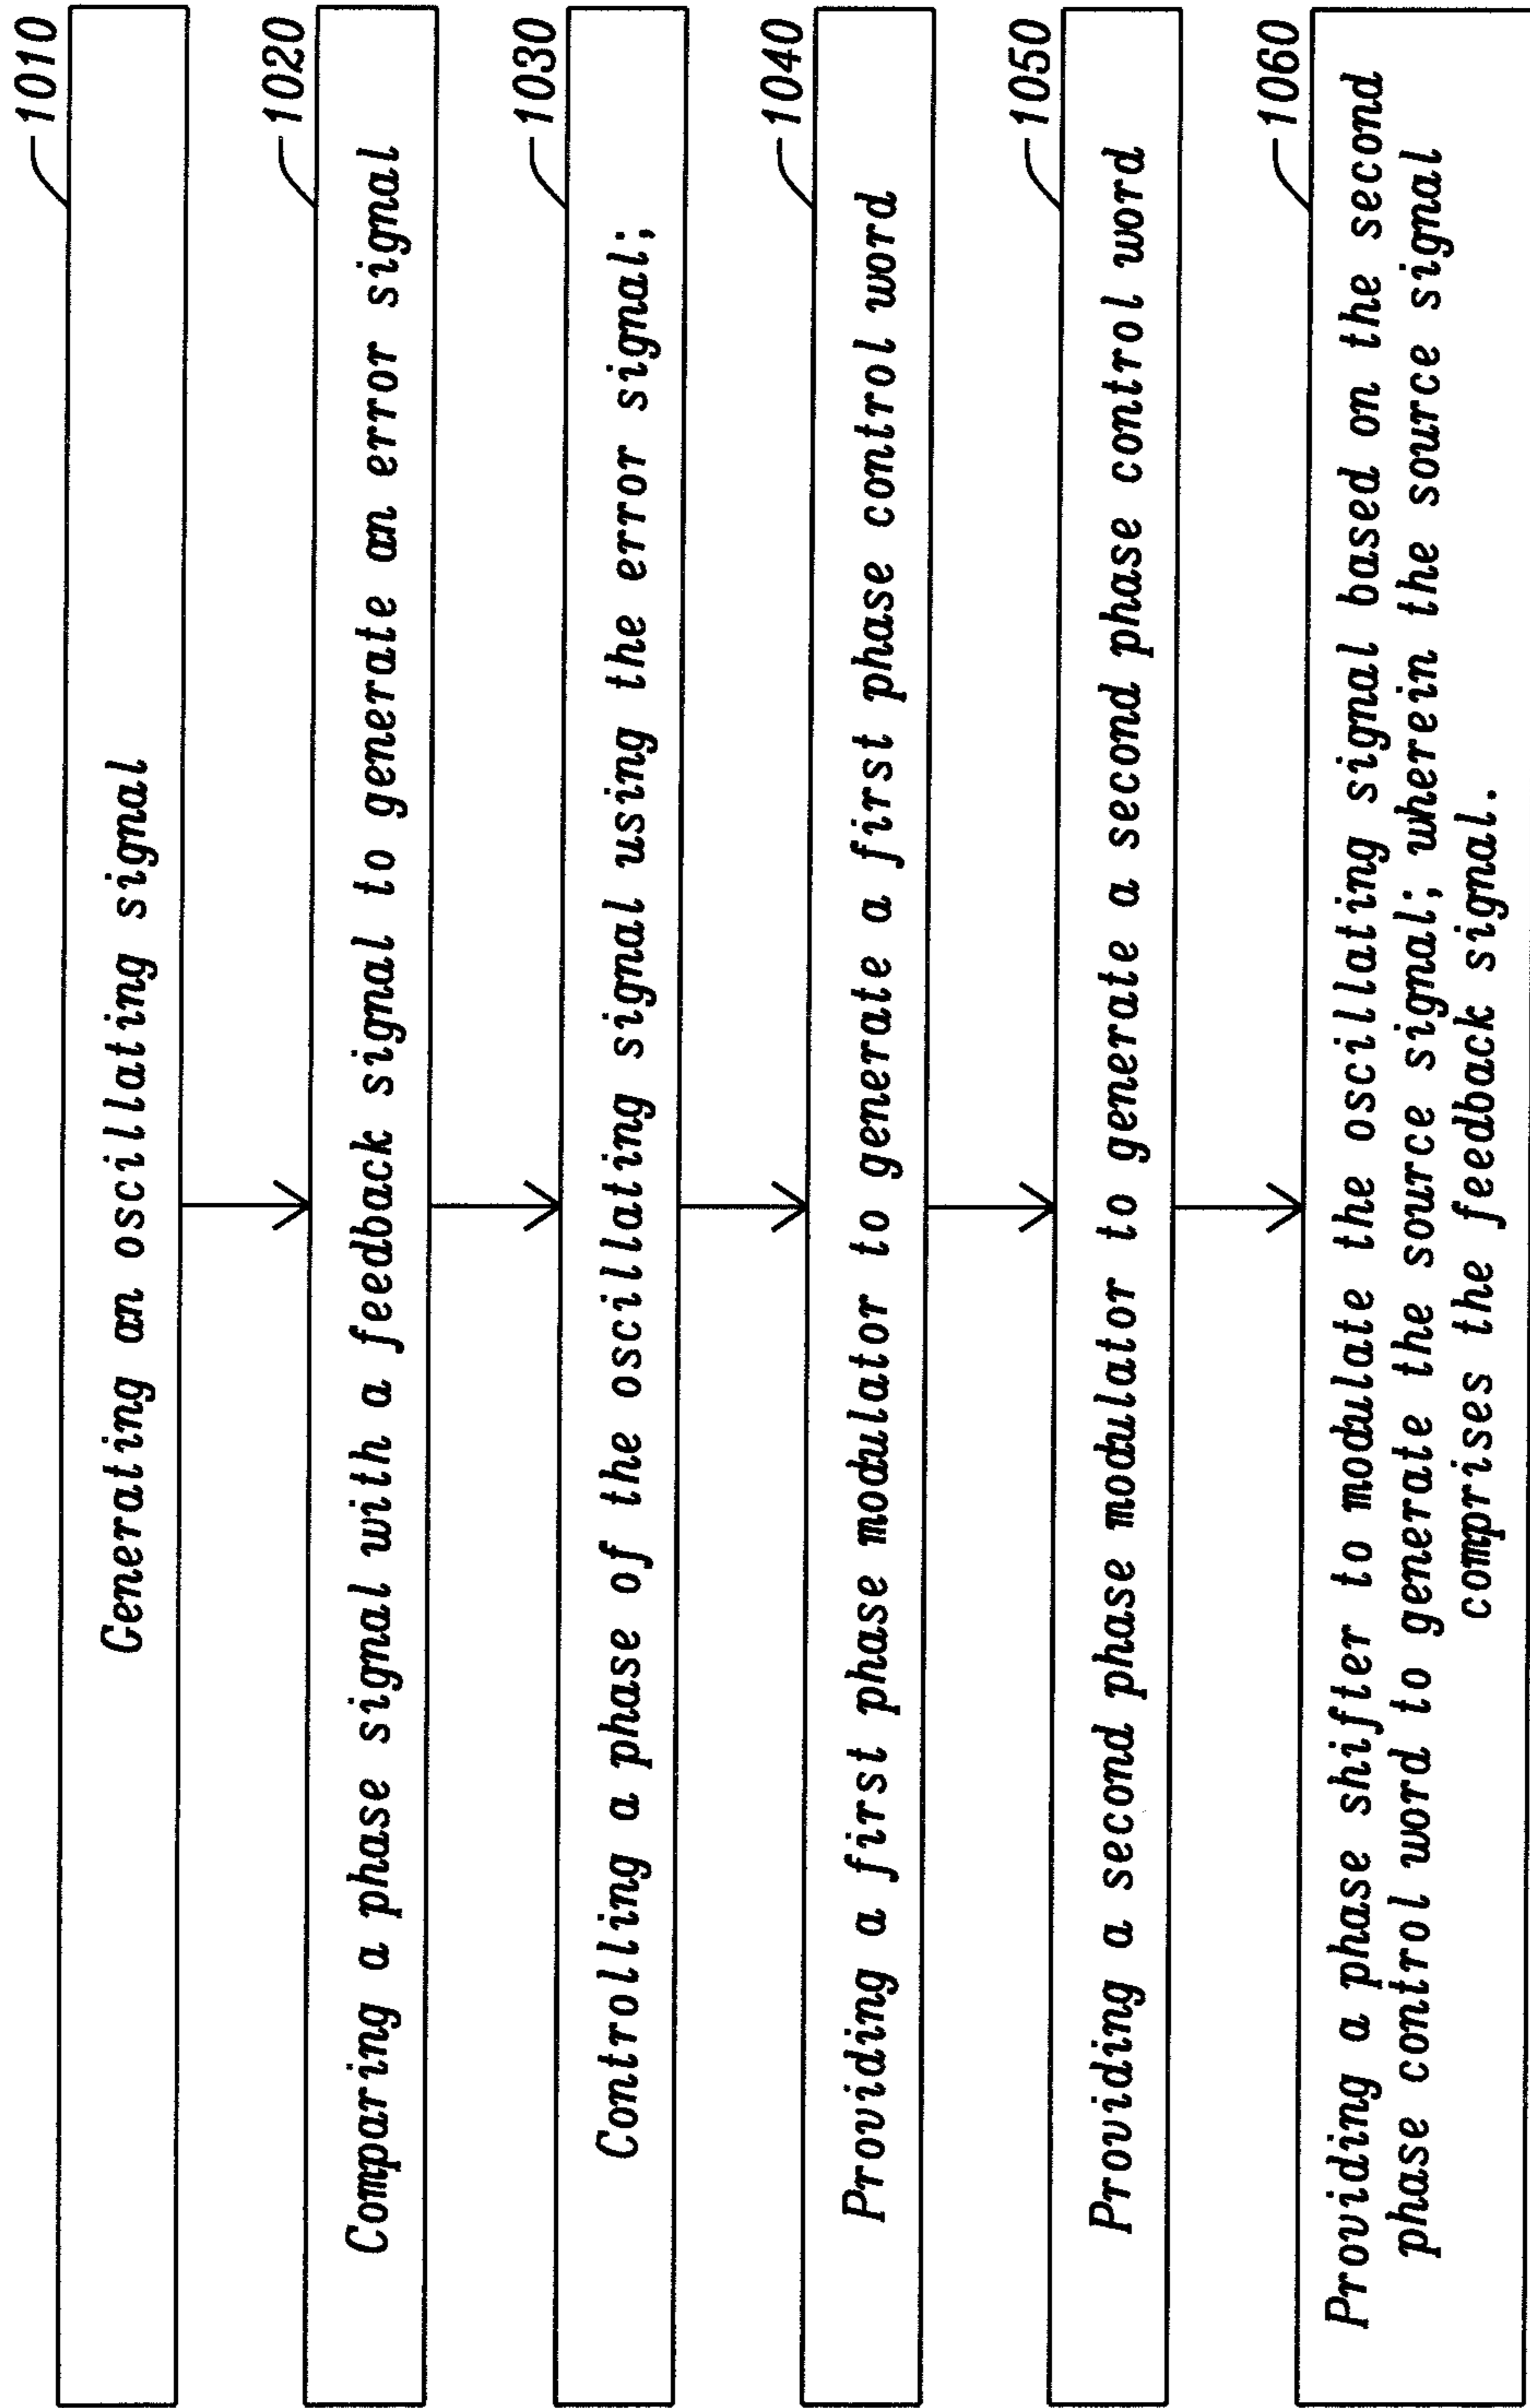 1010
Generating an oscillating signal
1020
Comparing a phase signal with a feedback signal to generate an error signal
1030
Controlling a phase of the oscillating signal using the error signal;
1040
Providing a first phase modulator to generate a first phase control word
1050
Providing a second phase modulator to generate a second phase control word
1060
Providing a phase shifter to modulate the oscillating signal based on the second
phase control word to generate the source signal; wherein the source signal
comprises the feedback signal.